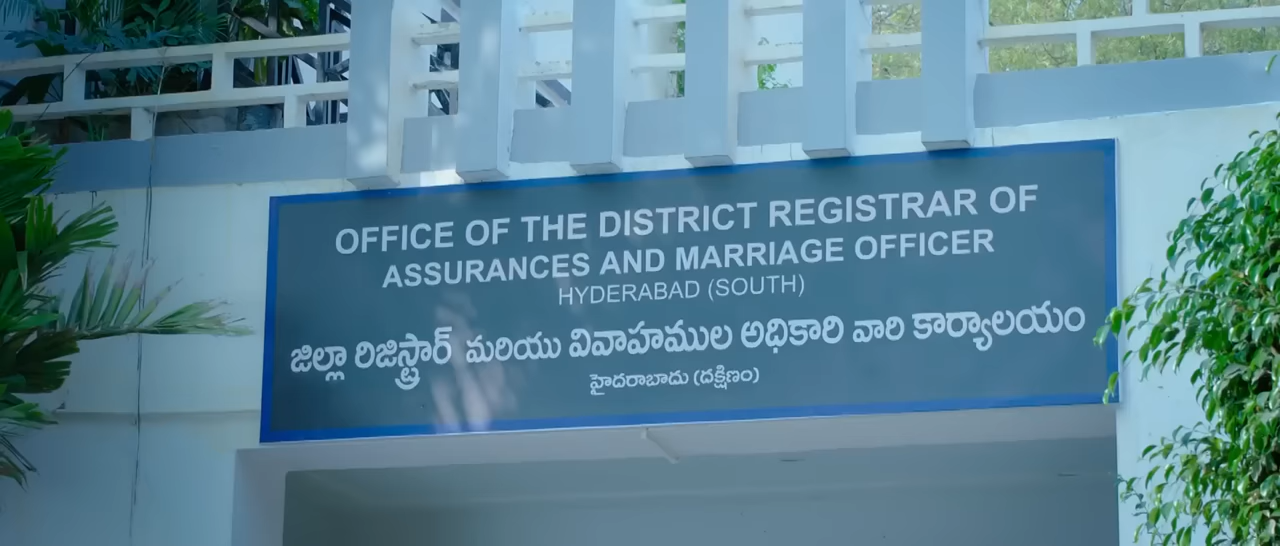 OFFICE OF THE DISTRICT REGISTRAR OF
ASSURANCES AND MARRIAGE OFFICER
HYDERABAD (SOUTH)
జిల్లా రిజిస్ట్రార్ మరియు వివాహముల అధికారి వారి కార్యాలయం
హైదరాబాదు (దక్షిణం)